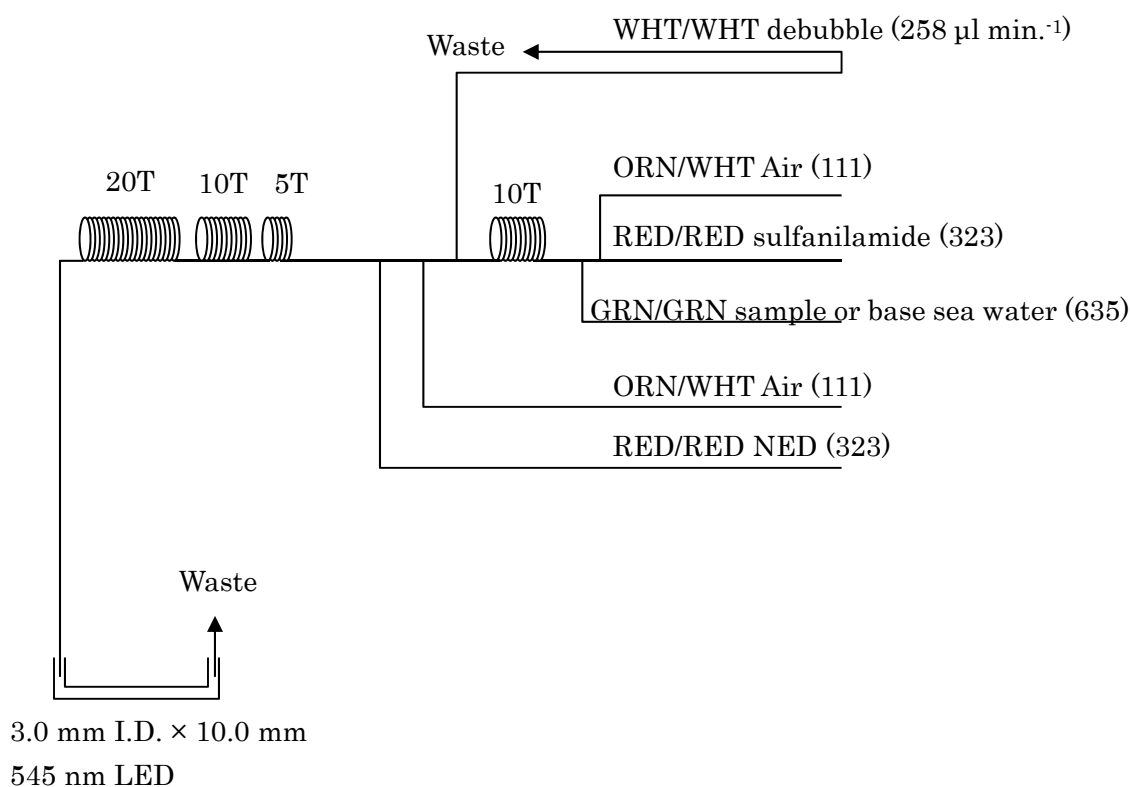 WHT/WHT debubble (258 µl min.-1)
Waste
ORN/WHT Air (111)
20T
10T
5T
10T
RED/RED sulfanilamide (323)
GRN/GRN sample or base sea water (635)
ORN/WHT Air (111)
RED/RED NED (323)
Waste
3.0 mm I.D. × 10.0 mm
545 nm LED